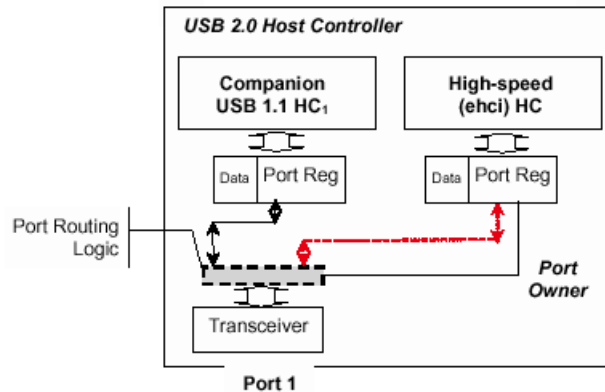 USB 2.0 Host Controller
Companion
USB 1.1 HC₁
High-speed
(ehci) HC
Data
Port Reg
Data
Port Reg
Port Routing
Logic
Port
Owner
Transceiver
Port 1